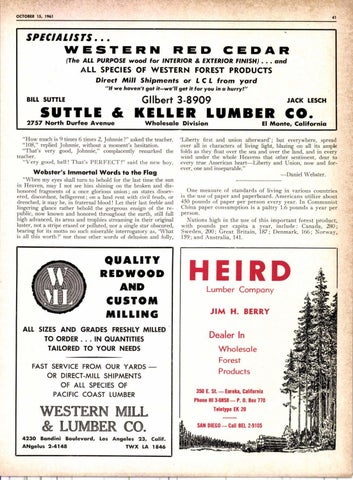 OCTOBER 15, 1961
41
SPECIALISTS...
WESTERN RED CEDAR
(The ALL PURPOSE wood for INTERIOR & EXTERIOR FINISH) . . . and
ALL SPECIES OF WESTERN FOREST PRODUCTS
Direct Mill Shipments or LCL from yard
"If we haven't got it—we'll get it for you in a hurry!"
BILL SUTTLE
GIlbert 3-8909
JACK LESCH
SUTTLE & KELLER LUMBER CO.
2757 North Durfee Avenue
Wholesale Division
El Monte, California
"How much is 9 times 6 times 2, Johnnie?" asked the teacher.
"108," replied Johnnie, without a moment's hesitation.
"That's very good, Johnnie," complacently remarked the
teacher.
"Very good, hell! That's PERFECT!" said the new boy.
Webster's Immortal Words to the Flag
"When my eyes shall turn to behold for the last time the sun
in Heaven, may I not see him shining on the broken and dis-
honored fragments of a once glorious union; on states dissev-
ered, discordant, belligerent; on a land rent with civil feuds, or
drenched, it may be, in fraternal blood! Let their last feeble and
lingering glance rather behold the gorgeous ensign of the re-
public, now known and honored throughout the earth, still full
high advanced, its arms and trophies streaming in their original
luster, not a stripe erased or polluted, not a single star obscured,
bearing for its motto no such miserable interrogatory as, 'What
is all this worth?' nor those other words of delusion and folly,
'Liberty first and union afterward'; but everywhere, spread
over all in characters of living light, blazing on all its ample
folds as they float over the sea and over the land, and in every
wind under the whole Heavens that other sentiment, dear to
every true American heart—Liberty and Union, now and for-
ever, one and inseparable."
—Daniel Webster.
One measure of standards of living in various countries
is the use of paper and paperboard. Americans utilize about
430 pounds of paper per person every year. In Communist
China paper consumption is a paltry 1.6 pounds a year per
person.
Nations high in the use of this important forest product,
with pounds per capita a year, include: Canada, 280;
Sweden, 200; Great Britain, 187; Denmark, 166; Norway,
159; and Australia, 141.
WML
QUALITY
REDWOOD
AND
CUSTOM
MILLING
ALL SIZES AND GRADES FRESHLY MILLED
TO ORDER . . . IN QUANTITIES
TAILORED TO YOUR NEEDS
FAST SERVICE FROM OUR YARDS —
OR DIRECT-MILL SHIPMENTS
OF ALL SPECIES OF
PACIFIC COAST LUMBER
WESTERN MILL
& LUMBER CO.
4230 Bandini Boulevard, Los Angeles 23, Calif.
ANgelus 2-4148
TWX LA 1846
HEIRD
Lumber Company
JIM H. BERRY
Dealer In
Wholesale
Forest
Products
350 E St. — Eureka, California
P. O. Box 770
Teletype EK 20
SAN DIEGO — Call BEL 2-9105